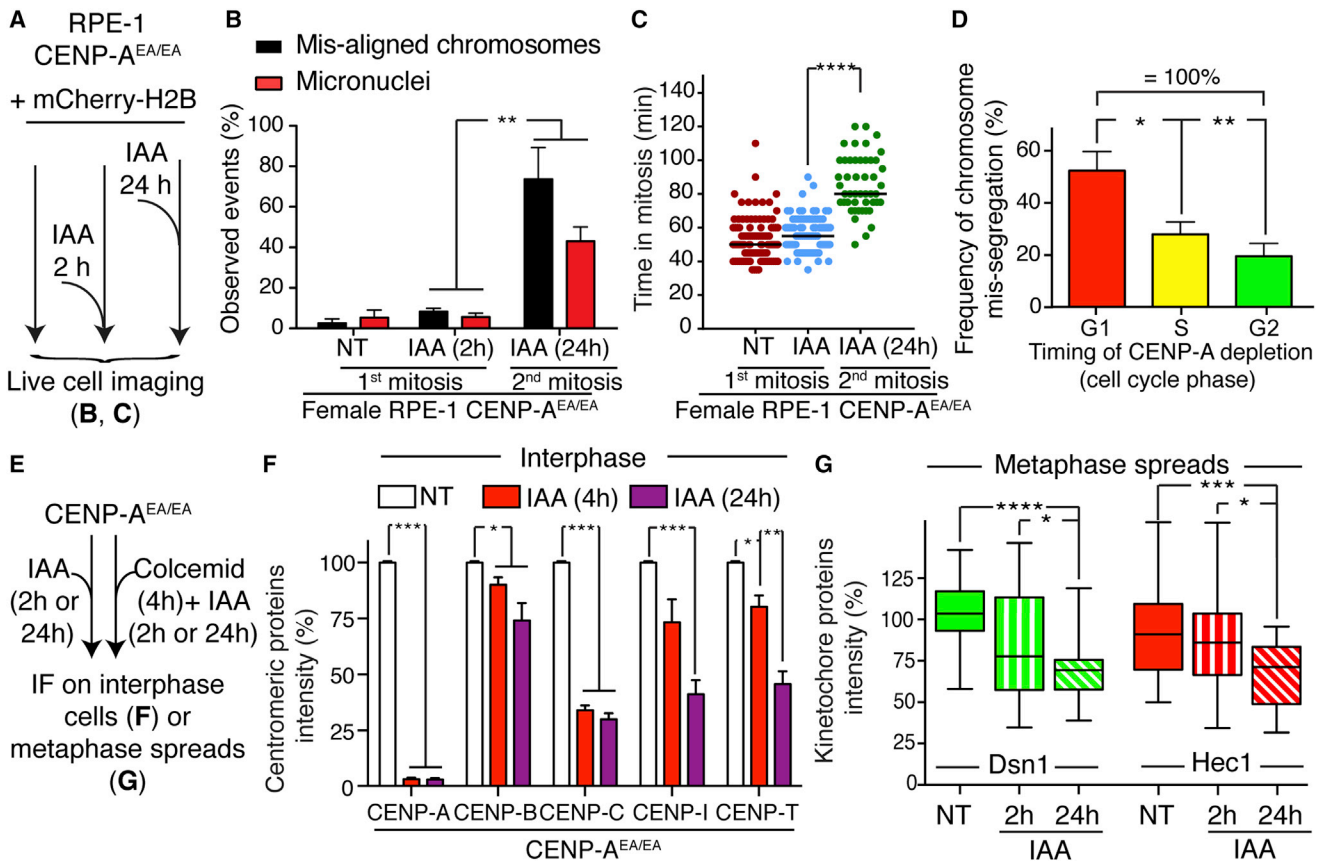 A
RPE-1
CENP-A^EA/EA
+ mCherry-H2B
IAA
24 h
IAA
2 h
Live cell imaging
(B, C)
B
Mis-aligned chromosomes
Micronuclei
Observed events (%)
100
80
60
40
20
0
**
NT
IAA (2h)
IAA (24h)
1st mitosis
2nd mitosis
Female RPE-1 CENP-A^EA/EA
C
Time in mitosis (min)
140
120
100
80
60
40
20
0
****
NT
IAA
IAA (24h)
1st mitosis
2nd mitosis
Female RPE-1 CENP-A^EA/EA
D
Frequency of chromosome
mis-segregation (%)
60
40
20
0
= 100%
*
**
G1
S
G2
Timing of CENP-A depletion
(cell cycle phase)
E
CENP-A^EA/EA
IAA
(2h or
24h)
Colcemid
(4h)+ IAA
(2h or 24h)
IF on interphase
cells (F) or
metaphase spreads
(G)
F
Interphase
NT
IAA (4h)
IAA (24h)
Centromeric proteins
intensity (%)
100
75
50
25
0
***
*
***
***
*
**
CENP-A
CENP-B
CENP-C
CENP-I
CENP-T
CENP-A^EA/EA
G
Metaphase spreads
Kinetochore proteins
intensity (%)
125
100
75
50
0
****
*
***
*
Dsn1
Hec1
NT
2h
24h
IAA
NT
2h
24h
IAA